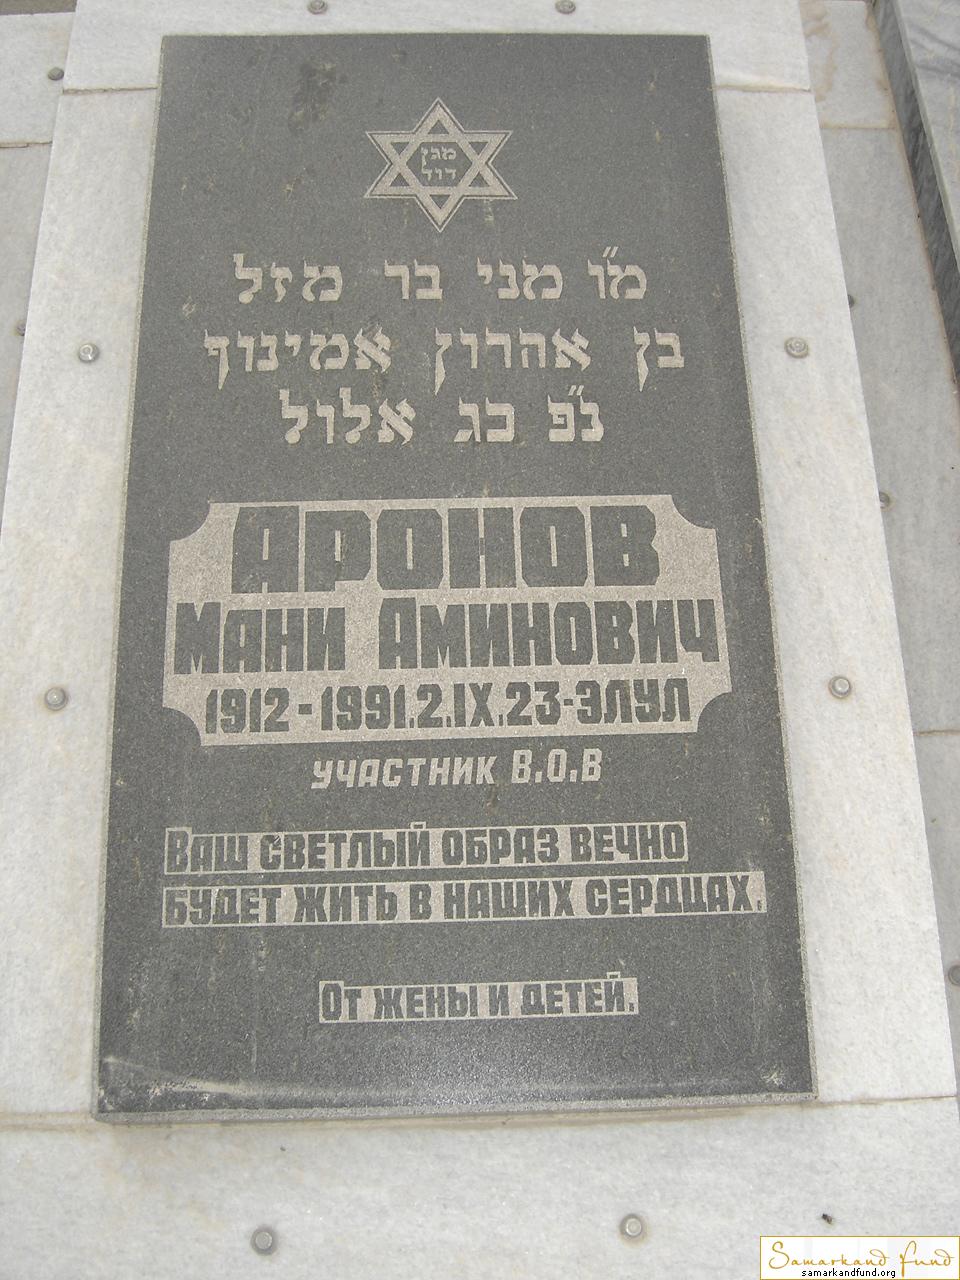 מגן
דוד
מ״ו מני בר מזל
בן אהרון אמינוף
נ״פ כג אלול
АРОНОВ
МАНИ АМИНОВИЧ
1912-1991.2.IX.23-ЭЛУЛ
УЧАСТНИК В.О.В
ВАШ СВЕТЛЫЙ ОБРАЗ ВЕЧНО
БУДЕТ ЖИТЬ В НАШИХ СЕРДЦАХ.
ОТ ЖЕНЫ И ДЕТЕЙ.
Samarkand fund
samarkandfund.org